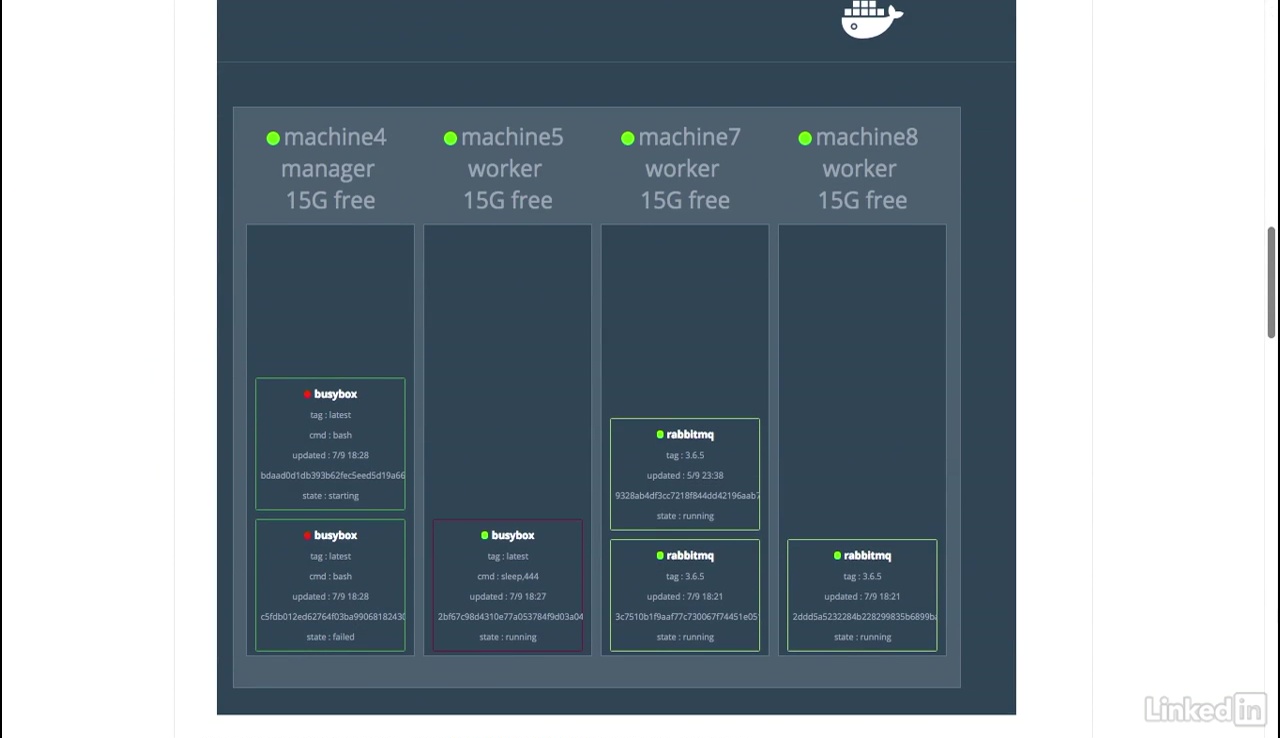 machine4
manager
15G free
machine5
worker
15G free
machine7
worker
15G free
machine8
worker
15G free
busybox
tag : latest
cmd : bash
updated : 7/9 18:28
bdaad0d1db393b62fec5eed5d19a66
state : starting
busybox
tag : latest
cmd : bash
updated : 7/9 18:28
c5fdb012ed62764f03ba9906818243
state : failed
busybox
tag : latest
cmd : sleep,444
updated : 7/9 18:27
2bf67c98d4310e77a053784f9d03a04
state : running
rabbitmq
tag : 3.6.5
updated : 5/9 23:38
9328ab4df3cc7218f844dd42196aab7
state : running
rabbitmq
tag : 3.6.5
updated : 7/9 18:21
3c7510b1f9aaf77c730067f74451e05
state : running
rabbitmq
tag : 3.6.5
updated : 7/9 18:21
2ddd5a5232284b228299835b6899b
state : running
LinkedIn